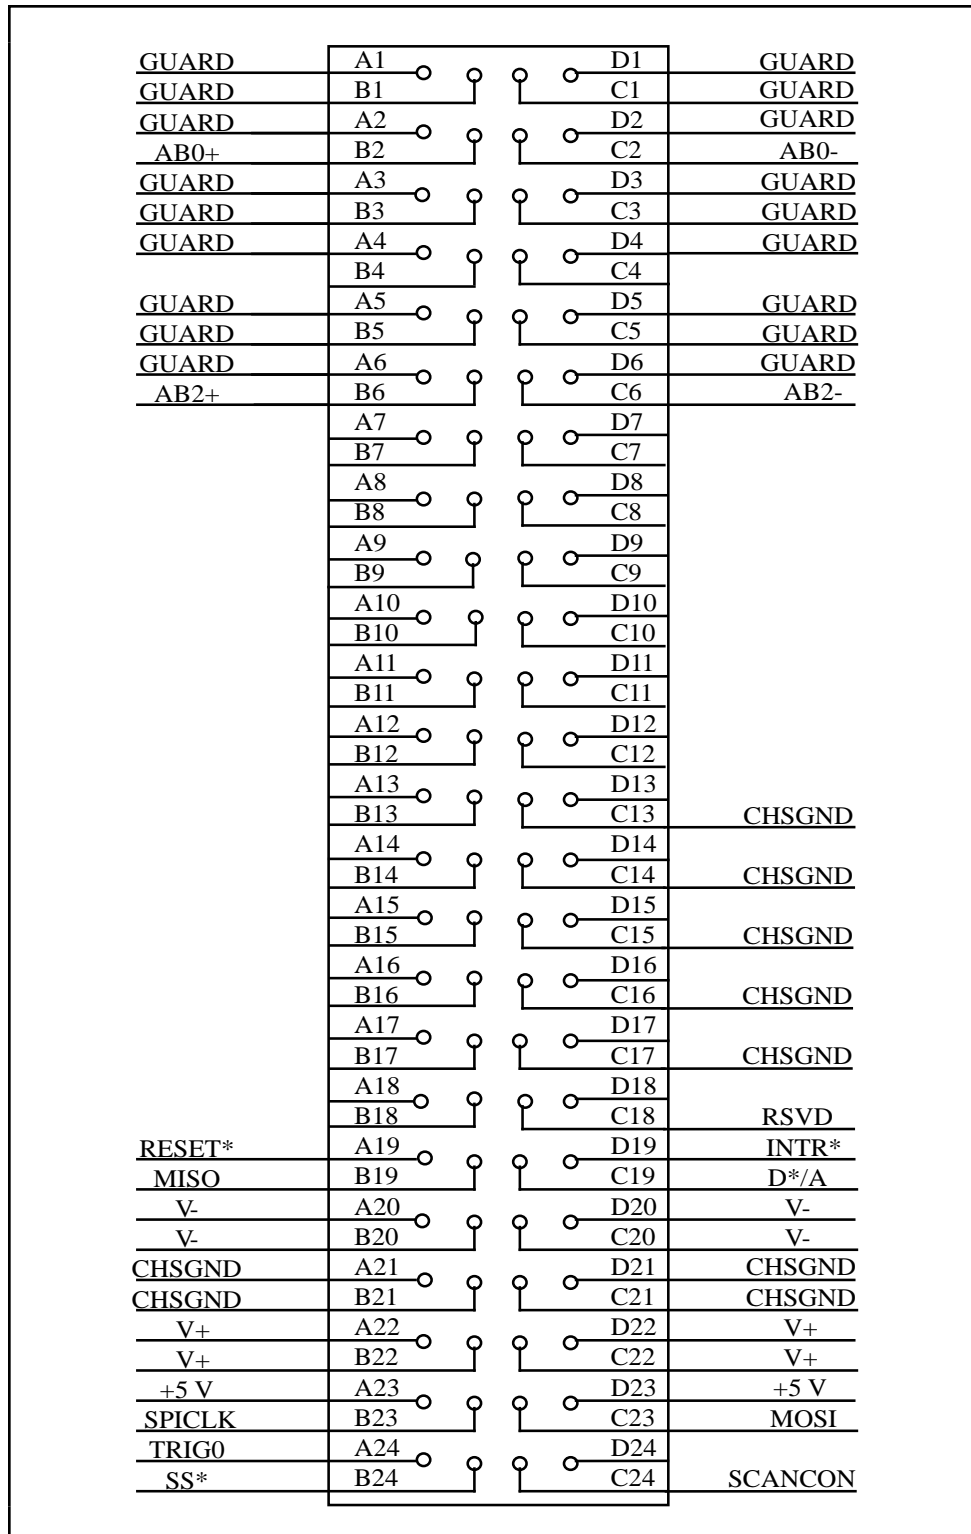 GUARD A1 D1 GUARD
GUARD B1 C1 GUARD
GUARD A2 D2 GUARD
AB0+ B2 C2 AB0-
GUARD A3 D3 GUARD
GUARD B3 C3 GUARD
GUARD A4 D4 GUARD
B4 C4
GUARD A5 D5 GUARD
GUARD B5 C5 GUARD
GUARD A6 D6 GUARD
AB2+ B6 C6 AB2-
A7 D7
B7 C7
A8 D8
B8 C8
A9 D9
B9 C9
A10 D10
B10 C10
A11 D11
B11 C11
A12 D12
B12 C12
A13 D13
B13 C13 CHSGND
A14 D14
B14 C14 CHSGND
A15 D15
B15 C15 CHSGND
A16 D16
B16 C16 CHSGND
A17 D17
B17 C17 CHSGND
A18 D18
B18 C18 RSVD
RESET* A19 D19 INTR*
MISO B19 C19 D*/A
V- A20 D20 V-
V- B20 C20 V-
CHSGND A21 D21 CHSGND
CHSGND B21 C21 CHSGND
V+ A22 D22 V+
V+ B22 C22 V+
+5 V A23 D23 +5 V
SPICLK B23 C23 MOSI
TRIG0 A24 D24
SS* B24 C24 SCANCON